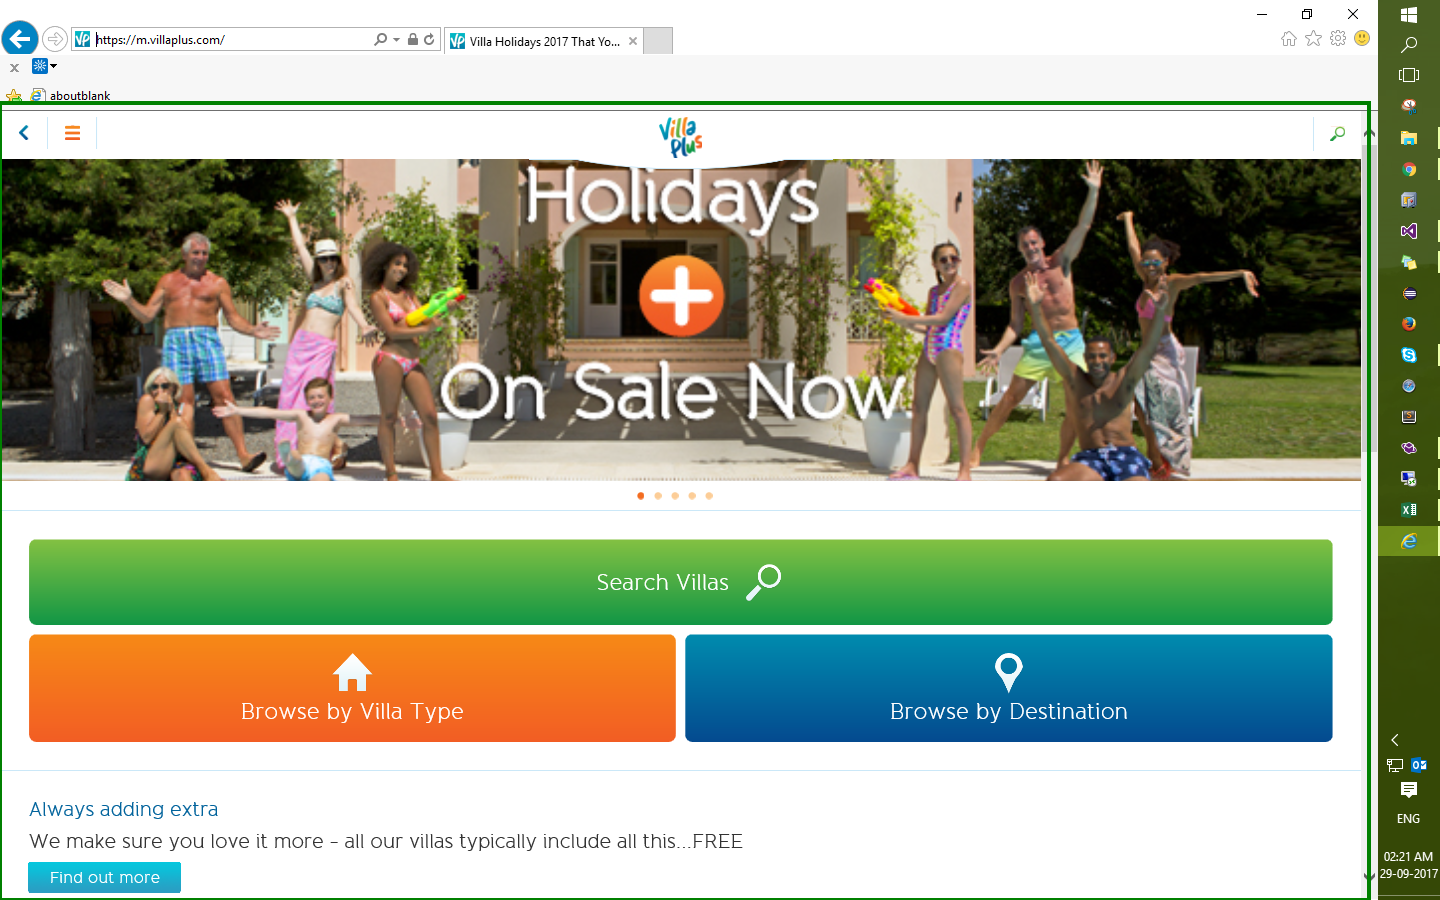 https://m.villaplus.com/
Villa Holidays 2017 That Yo...
aboutblank
Villa
Plus
Holidays
On Sale Now
Search Villas
Browse by Villa Type
Browse by Destination
Always adding extra
We make sure you love it more - all our villas typically include all this...FREE
Find out more
ENG
02:21 AM
29-09-2017